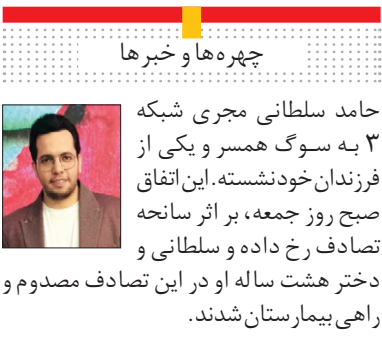 چهره‌ها و خبرها
حامد سلطانی مجری شبکه
۳ به سوگ همسر و یکی از
فرزندان خود نشسته. این اتفاق
صبح روز جمعه، بر اثر سانحه
تصادف رخ داده و سلطانی و
دختر هشت ساله او در این تصادف مصدوم و
راهی بیمارستان شدند.